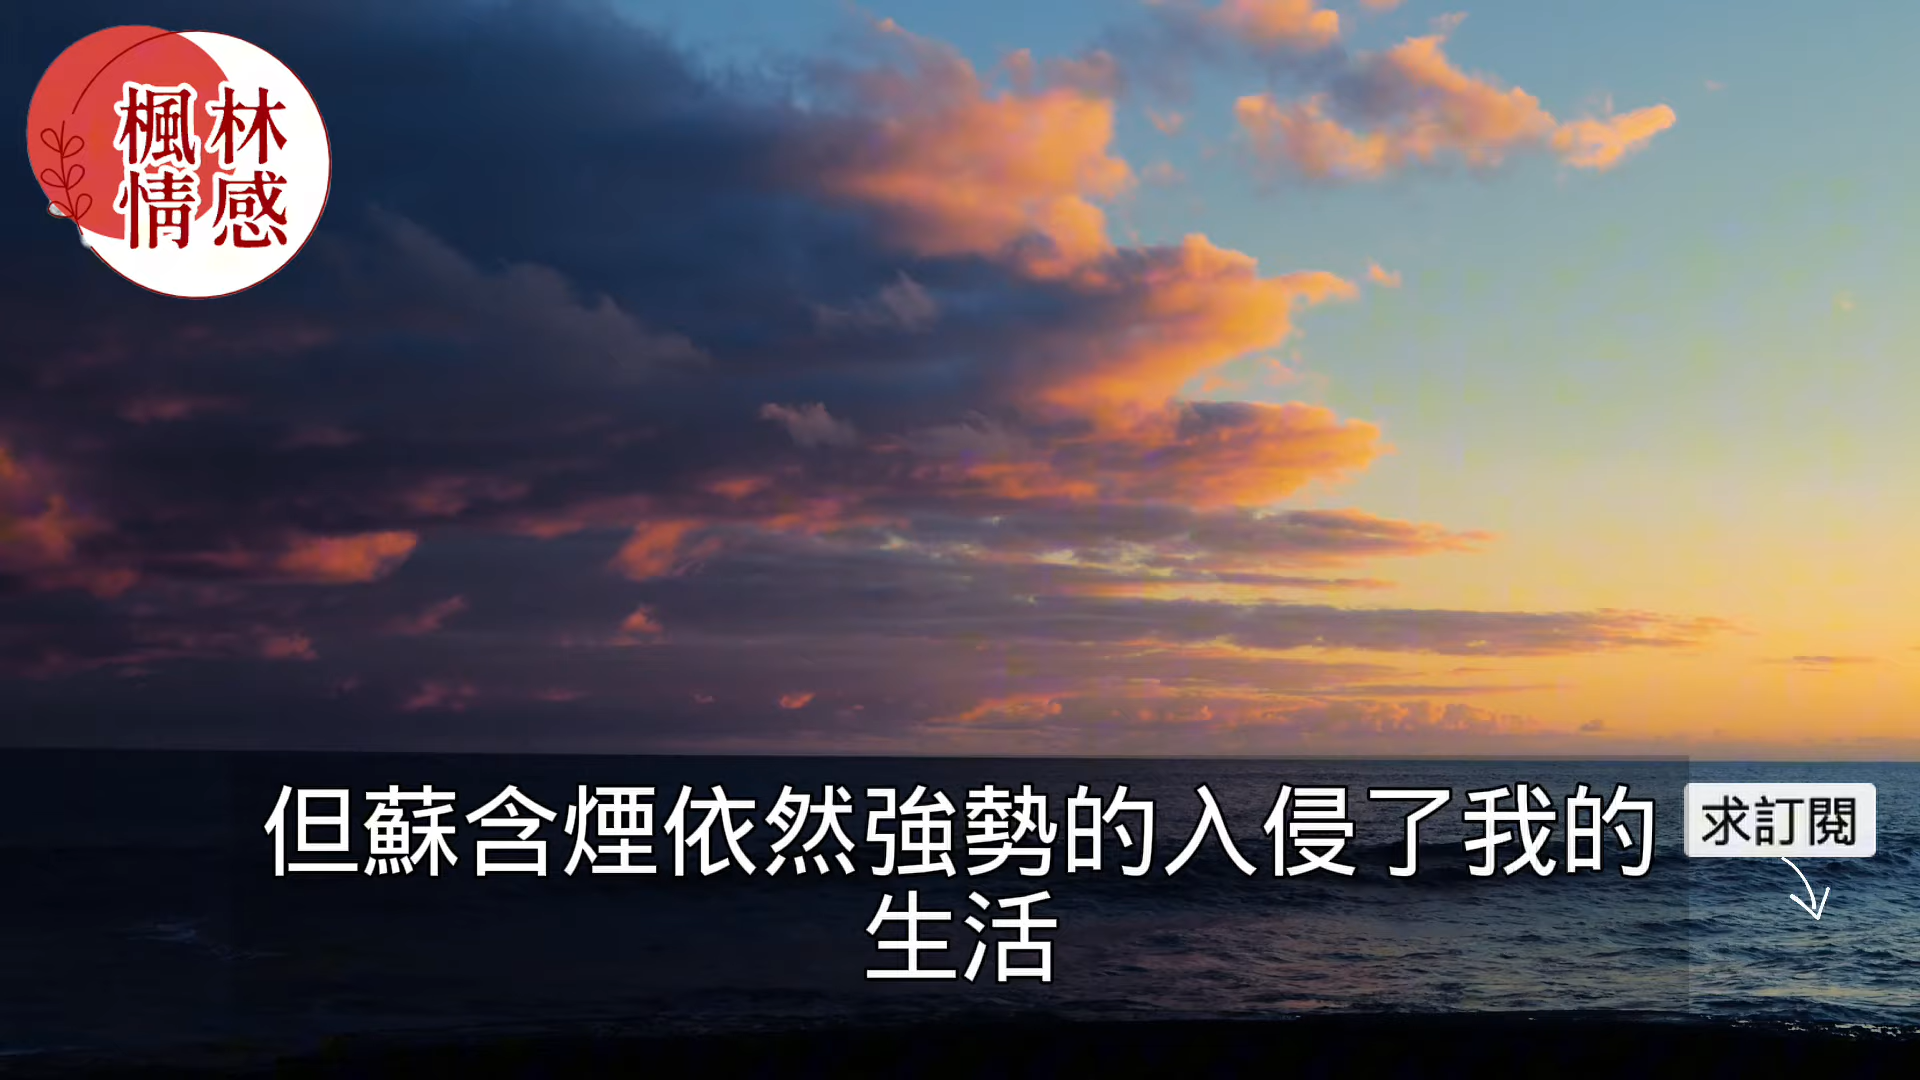 楓林
情感
但蘇含煙依然強勢的入侵了我的
生活
求訂閱